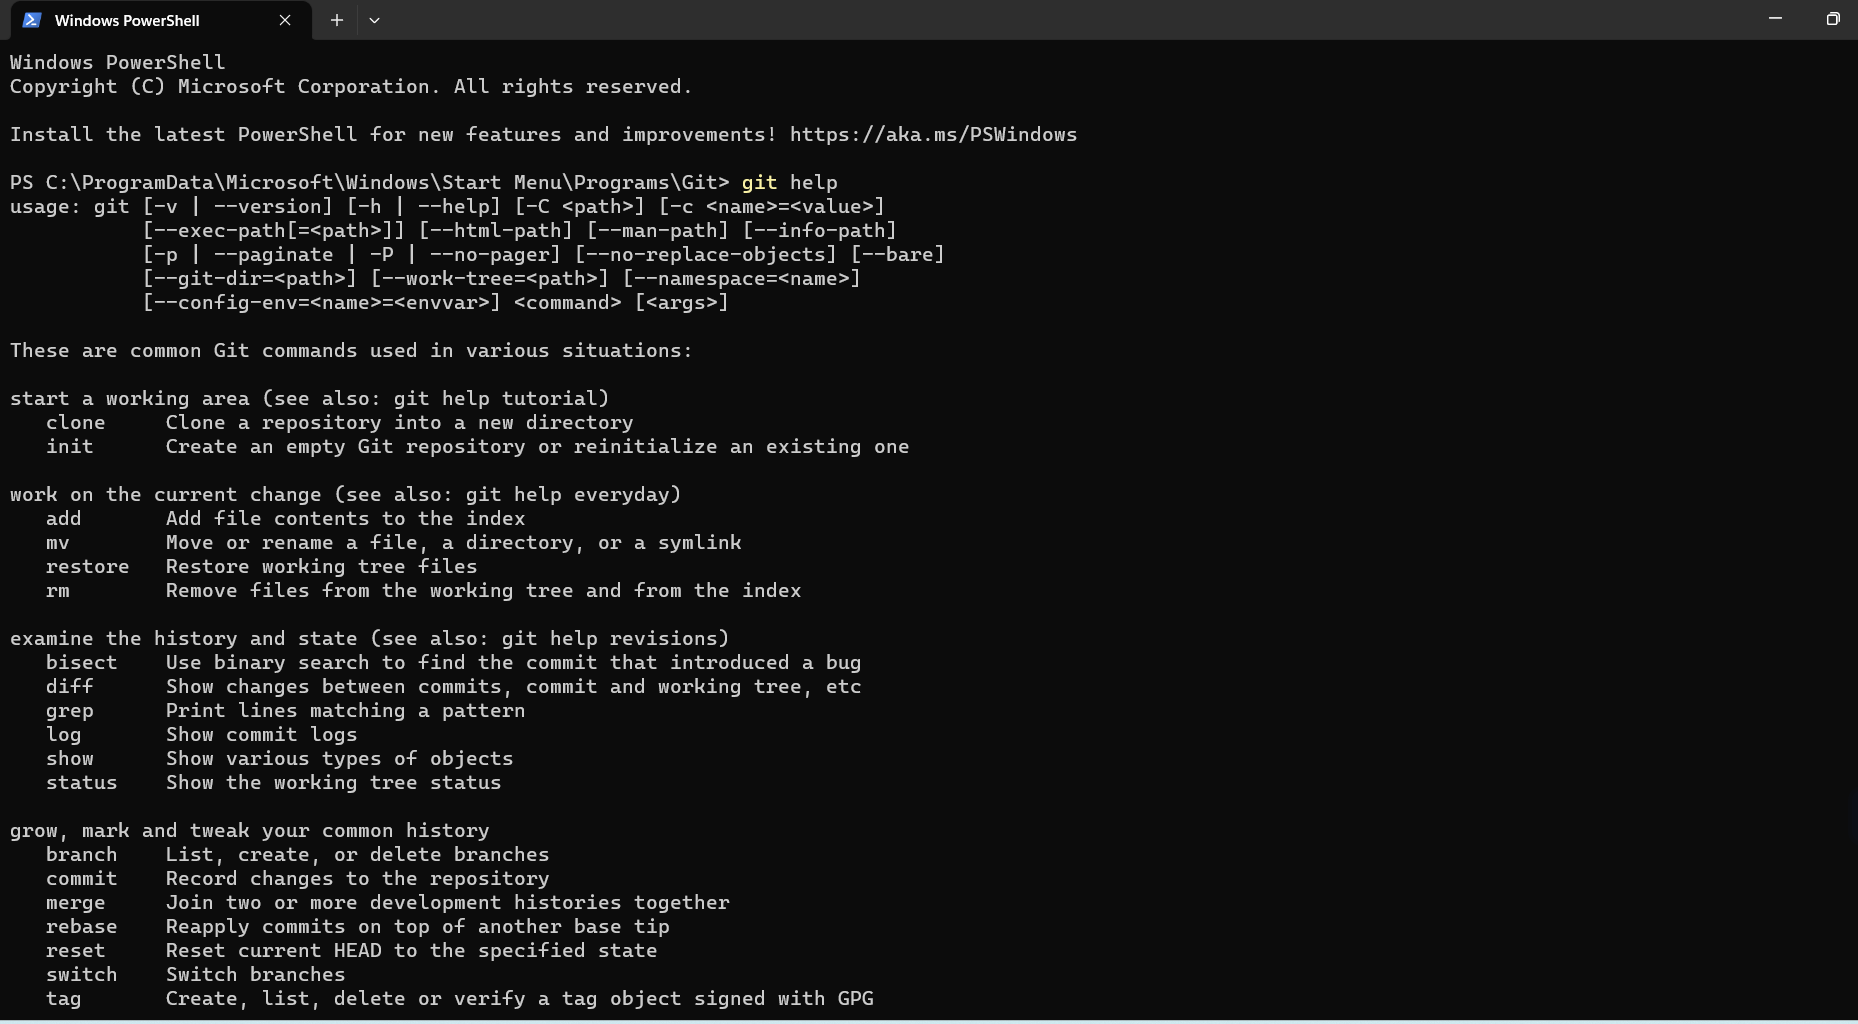 Windows PowerShell
Windows PowerShell
Copyright (C) Microsoft Corporation. All rights reserved.
Install the latest PowerShell for new features and improvements! https://aka.ms/PSWindows
PS C:\ProgramData\Microsoft\Windows\Start Menu\Programs\Git> git help
usage: git [-v | --version] [-h | --help] [-C <path>] [-c <name>=<value>]
           [--exec-path[=<path>]] [--html-path] [--man-path] [--info-path]
           [-p | --paginate | -P | --no-pager] [--no-replace-objects] [--bare]
           [--git-dir=<path>] [--work-tree=<path>] [--namespace=<name>]
           [--config-env=<name>=<envvar>] <command> [<args>]
These are common Git commands used in various situations:
start a working area (see also: git help tutorial)
   clone     Clone a repository into a new directory
   init      Create an empty Git repository or reinitialize an existing one
work on the current change (see also: git help everyday)
   add       Add file contents to the index
   mv        Move or rename a file, a directory, or a symlink
   restore   Restore working tree files
   rm        Remove files from the working tree and from the index
examine the history and state (see also: git help revisions)
   bisect    Use binary search to find the commit that introduced a bug
   diff      Show changes between commits, commit and working tree, etc
   grep      Print lines matching a pattern
   log       Show commit logs
   show      Show various types of objects
   status    Show the working tree status
grow, mark and tweak your common history
   branch    List, create, or delete branches
   commit    Record changes to the repository
   merge     Join two or more development histories together
   rebase    Reapply commits on top of another base tip
   reset     Reset current HEAD to the specified state
   switch    Switch branches
   tag       Create, list, delete or verify a tag object signed with GPG